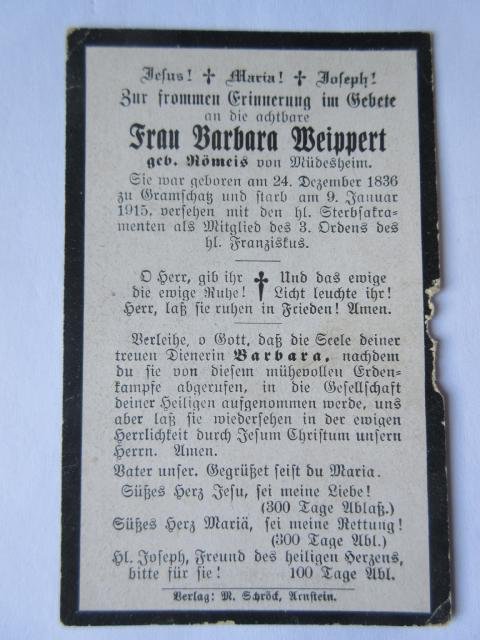 Jesus! † Maria! † Joseph!
Zur frommen Erinnerung im Gebete
an die achtbare
Frau Barbara Weippert
geb. Römeis von Müdesheim.
Sie war geboren am 24. Dezember 1836
zu Gramschatz und starb am 9. Januar
1915, versehen mit den hl. Sterbsakra-
menten als Mitglied des 3. Ordens des
hl. Franziskus.
O Herr, gib ihr † Und das ewige
die ewige Ruhe! Licht leuchte ihr!
Herr, laß sie ruhen in Frieden! Amen.
Verleihe, o Gott, daß die Seele deiner
treuen Dienerin Barbara, nachdem
du sie von diesem mühevollen Erden-
kampfe abgerufen, in die Gesellschaft
deiner Heiligen aufgenommen werde, uns
aber laß sie wiedersehen in der ewigen
Herrlichkeit durch Jesum Christum unsern
Herrn. Amen.
Vater unser. Gegrüßet seist du Maria.
Süßes Herz Jesu, sei meine Liebe!
(300 Tage Ablaß.)
Süßes Herz Mariä, sei meine Rettung!
(300 Tage Abl.)
Hl. Joseph, Freund des heiligen Herzens,
bitte für sie! 100 Tage Abl.
Verlag: M. Schröck, Arnstein.